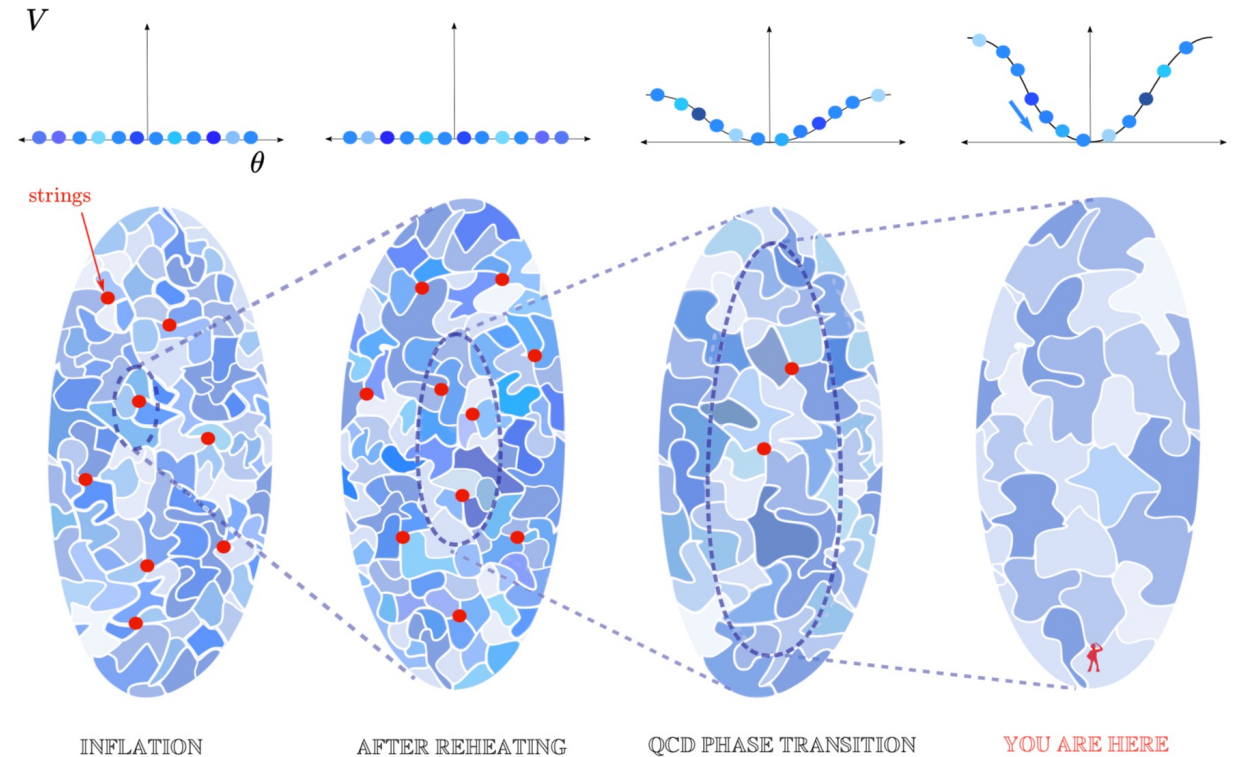 V
θ
strings
INFLATION
AFTER REHEATING
QCD PHASE TRANSITION
YOU ARE HERE